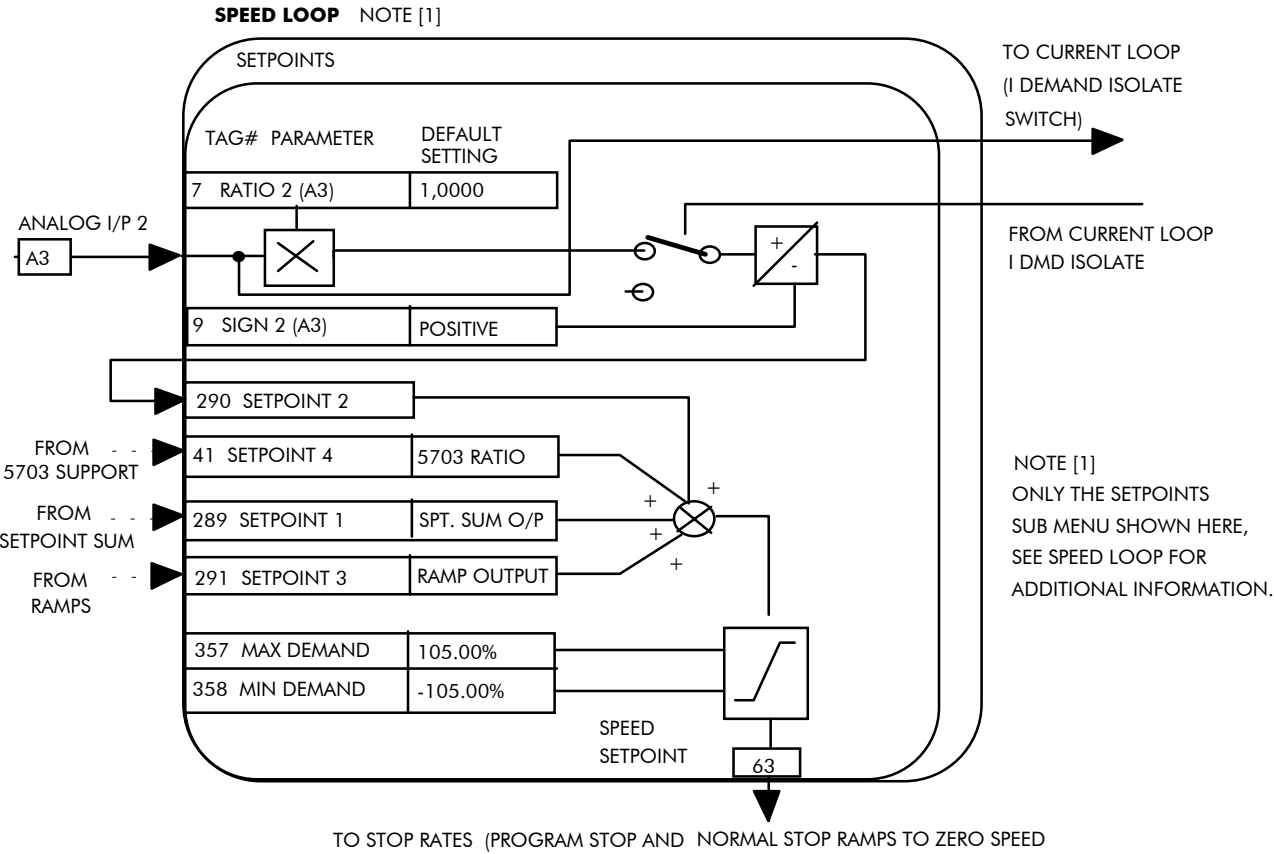 SPEED LOOP NOTE [1]
SETPOINTS
TO CURRENT LOOP
(I DEMAND ISOLATE
SWITCH)
TAG# PARAMETER
DEFAULT
SETTING
7 RATIO 2 (A3) 1,0000
ANALOG I/P 2
A3
+
-
FROM CURRENT LOOP
I DMD ISOLATE
9 SIGN 2 (A3) POSITIVE
290 SETPOINT 2
FROM
5703 SUPPORT
41 SETPOINT 4 5703 RATIO
FROM
SETPOINT SUM
289 SETPOINT 1 SPT. SUM O/P
FROM
RAMPS
291 SETPOINT 3 RAMP OUTPUT
+
+
+
+
NOTE [1]
ONLY THE SETPOINTS
SUB MENU SHOWN HERE,
SEE SPEED LOOP FOR
ADDITIONAL INFORMATION.
357 MAX DEMAND 105.00%
358 MIN DEMAND -105.00%
SPEED
SETPOINT
63
TO STOP RATES (PROGRAM STOP AND NORMAL STOP RAMPS TO ZERO SPEED